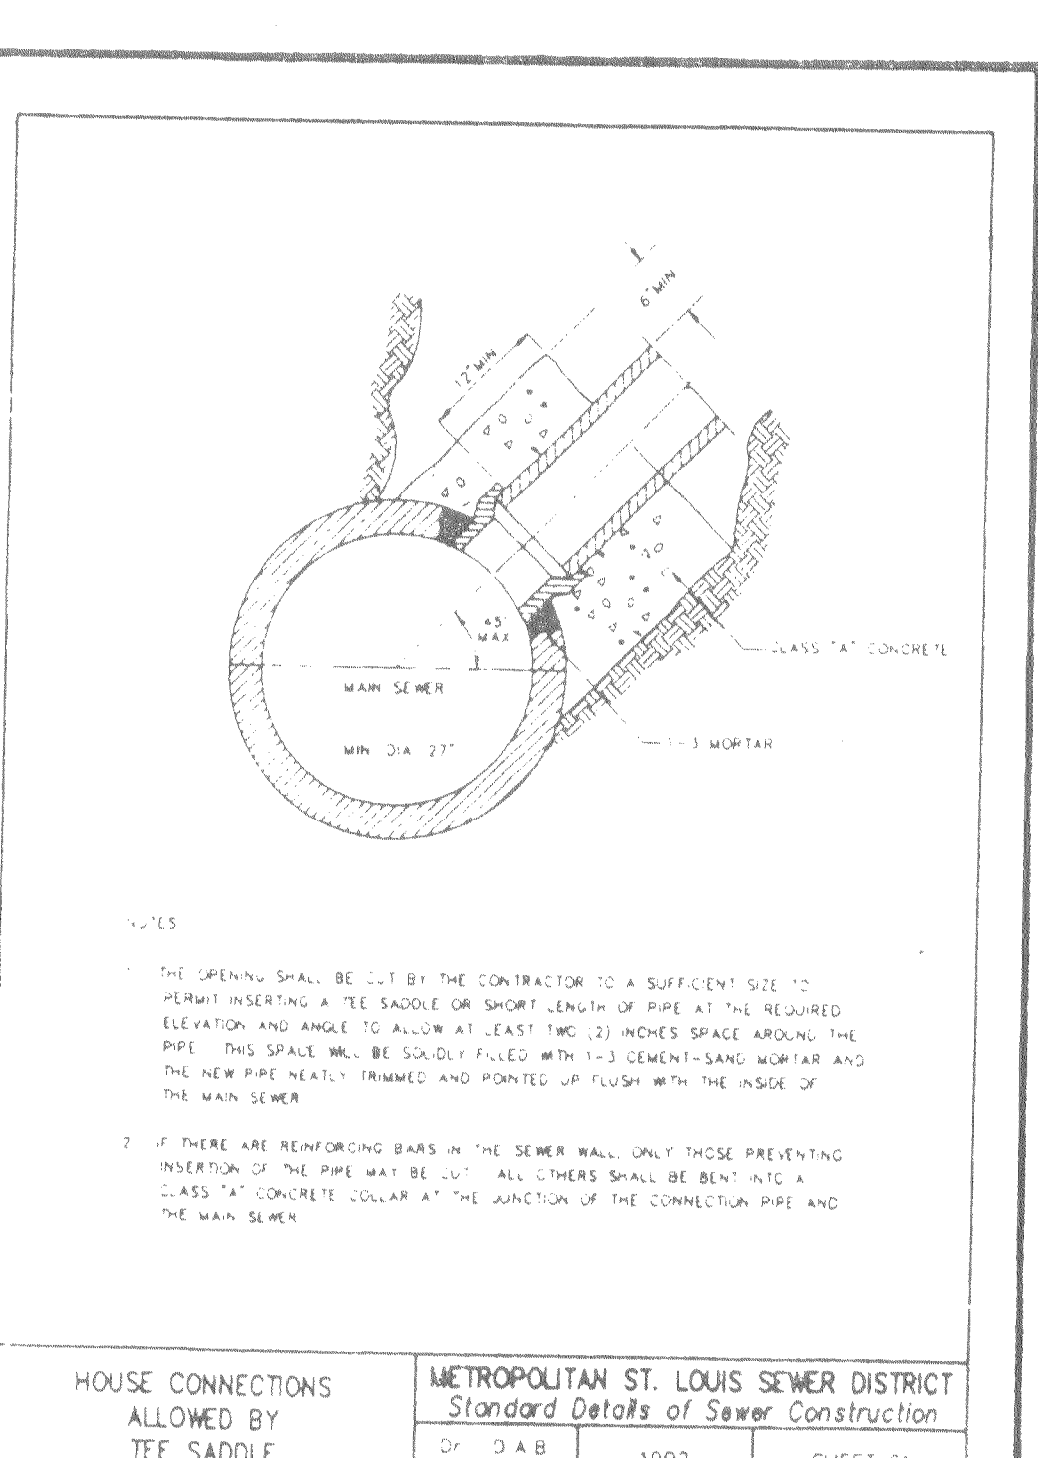 6" MIN
12" MIN
45°
MAX
CLASS "A" CONCRETE
MAIN SEWER
1-3 MORTAR
MIN DIA 27"
NOTES
1 THE OPENING SHALL BE CUT BY THE CONTRACTOR TO A SUFFICIENT SIZE TO
PERMIT INSERTING A TEE SADDLE OR SHORT LENGTH OF PIPE AT THE REQUIRED
ELEVATION AND ANGLE TO ALLOW AT LEAST TWO (2) INCHES SPACE AROUND THE
PIPE THIS SPACE WILL BE SOLIDLY FILLED WITH 1-3 CEMENT-SAND MORTAR AND
THE NEW PIPE NEATLY TRIMMED AND POINTED UP FLUSH WITH THE INSIDE OF
THE MAIN SEWER
2 IF THERE ARE REINFORCING BARS IN THE SEWER WALL, ONLY THOSE PREVENTING
INSERTION OF THE PIPE MAY BE CUT. ALL OTHERS SHALL BE BENT INTO A
CLASS "A" CONCRETE COLLAR AT THE JUNCTION OF THE CONNECTION PIPE AND
THE MAIN SEWER
HOUSE CONNECTIONS
ALLOWED BY
TEE SADDLE
METROPOLITAN ST. LOUIS SEWER DISTRICT
Standard Details of Sewer Construction
Dr D A B
SHEET